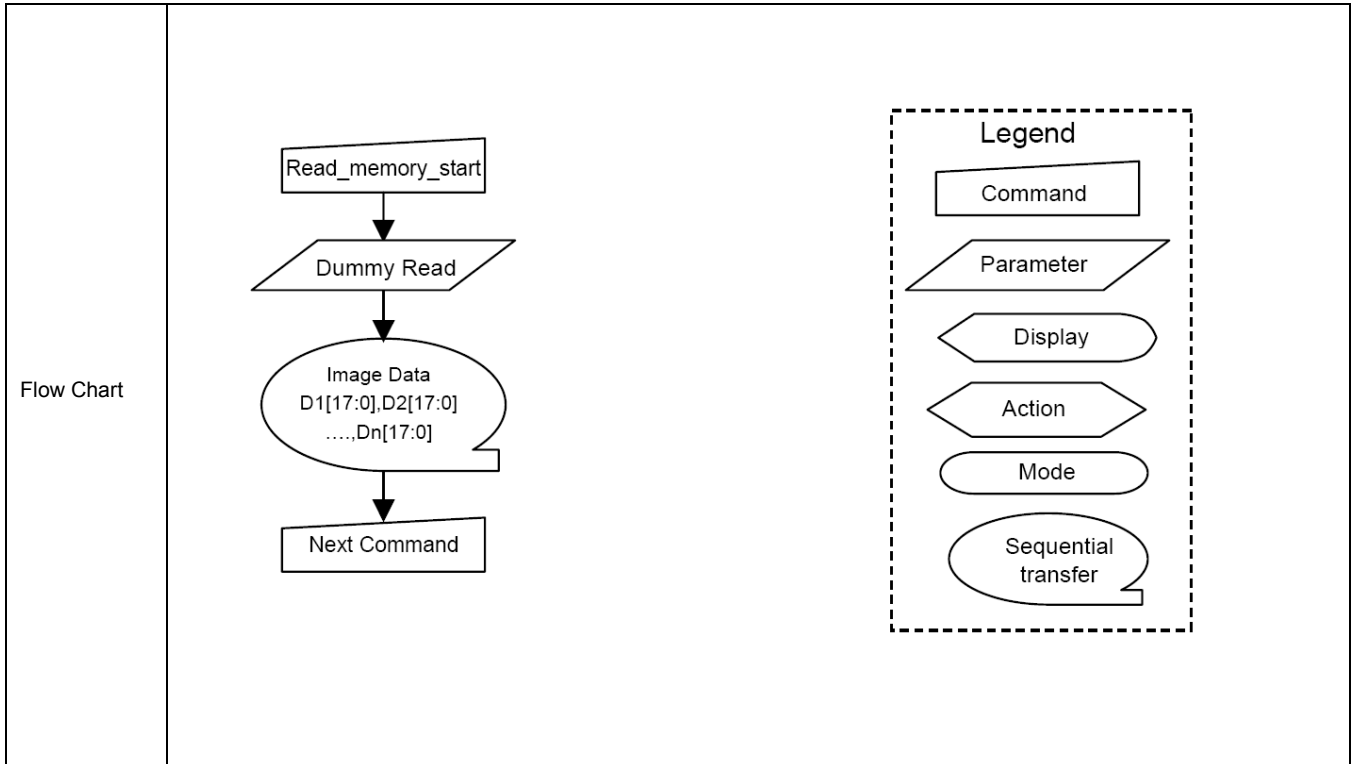 Flow Chart
Read_memory_start
Dummy Read
Image Data
D1[17:0],D2[17:0]
....,Dn[17:0]
Next Command
Legend
Command
Parameter
Display
Action
Mode
Sequential
transfer